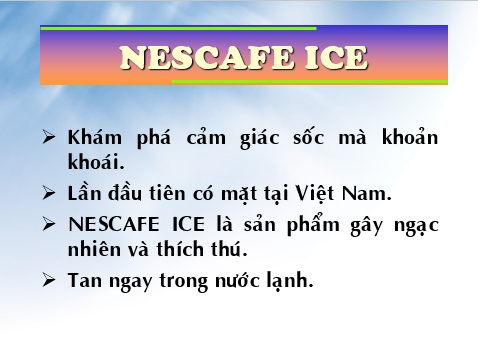 NESCAFE ICE
Khám phá cảm giác sốc mà khoản
khoái.
Lần đầu tiên có mặt tại Việt Nam.
NESCAFE ICE là sản phẩm gây ngạc
nhiên và thích thú.
Tan ngay trong nước lạnh.